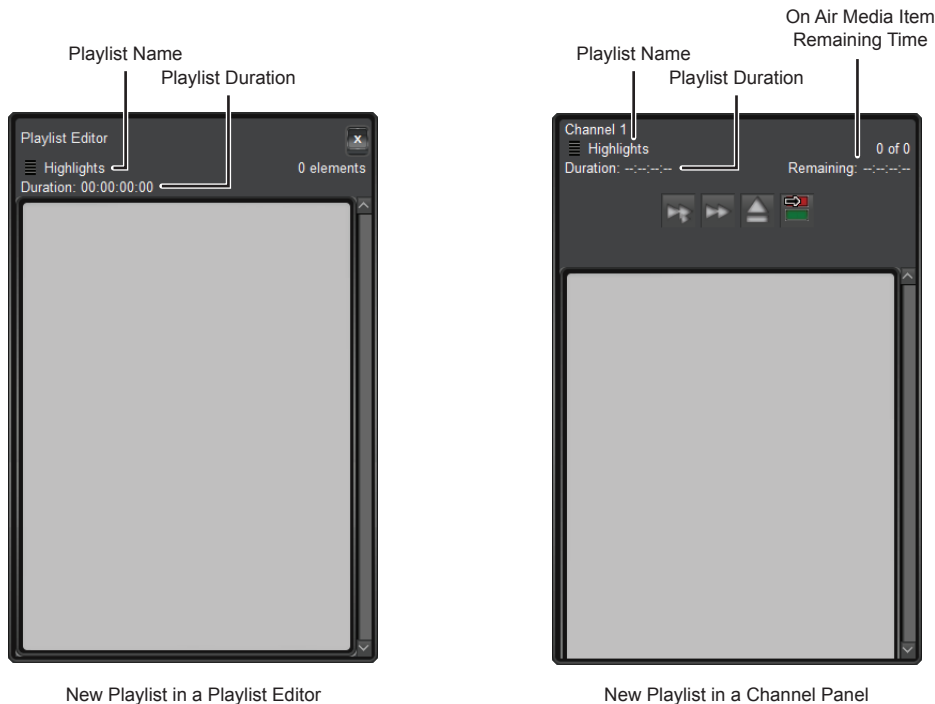 Playlist Name
Playlist Duration
Playlist Editor
x
Highlights
0 elements
Duration: 00:00:00:00
New Playlist in a Playlist Editor
On Air Media Item
Remaining Time
Playlist Name
Playlist Duration
Channel 1
Highlights
0 of 0
Duration: --:--:--:--
Remaining: --:--:--:--
New Playlist in a Channel Panel